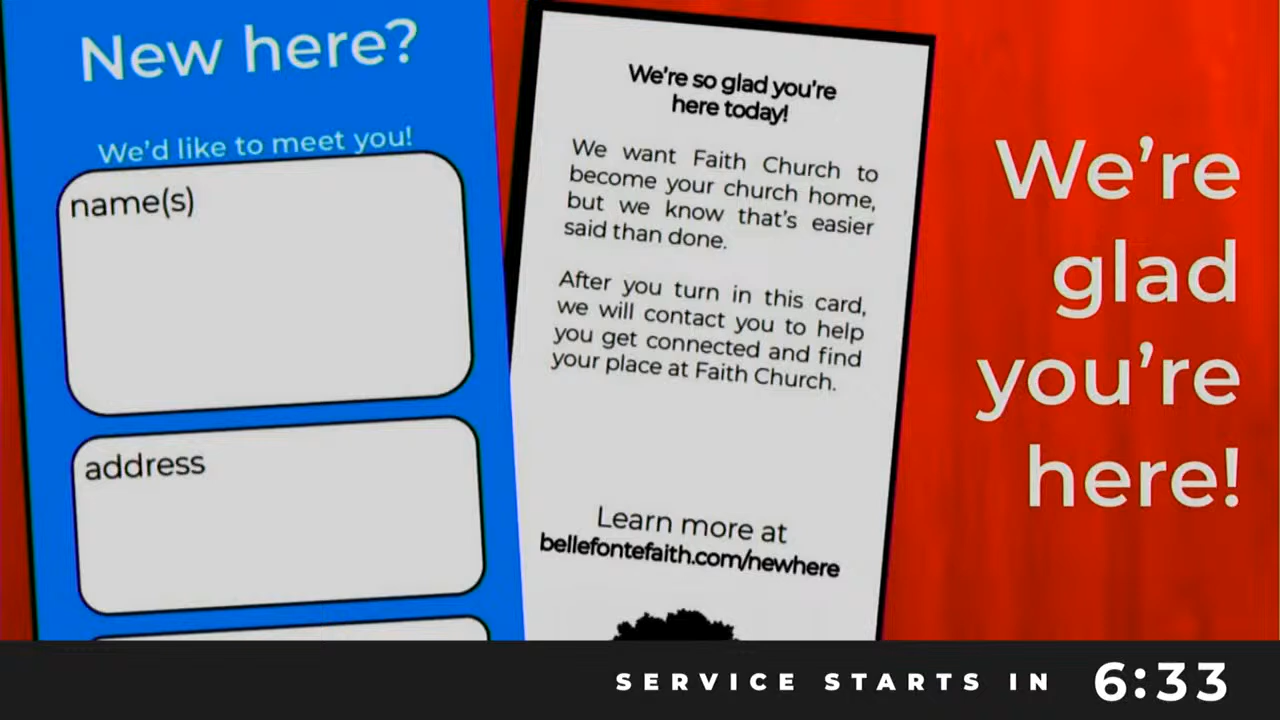 New here?
We'd like to meet you!
name(s)
address
We're so glad you're
here today!
We want Faith Church to
become your church home,
but we know that's easier
said than done.
After you turn in this card,
we will contact you to help
you get connected and find
your place at Faith Church.
Learn more at
bellefontefaith.com/newhere
We're
glad
you're
here!
SERVICE STARTS IN 6:33